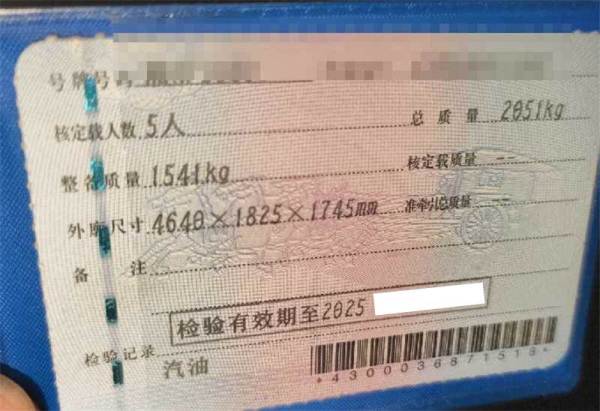 号牌号码
核定载人数 5人 总质量 2051kg
整备质量 1541kg 核定载质量 --
外廓尺寸 4640×1825×1745mm 准牵引总质量 --
备注
检验有效期至2025
检验记录
汽油
*4300036871518*